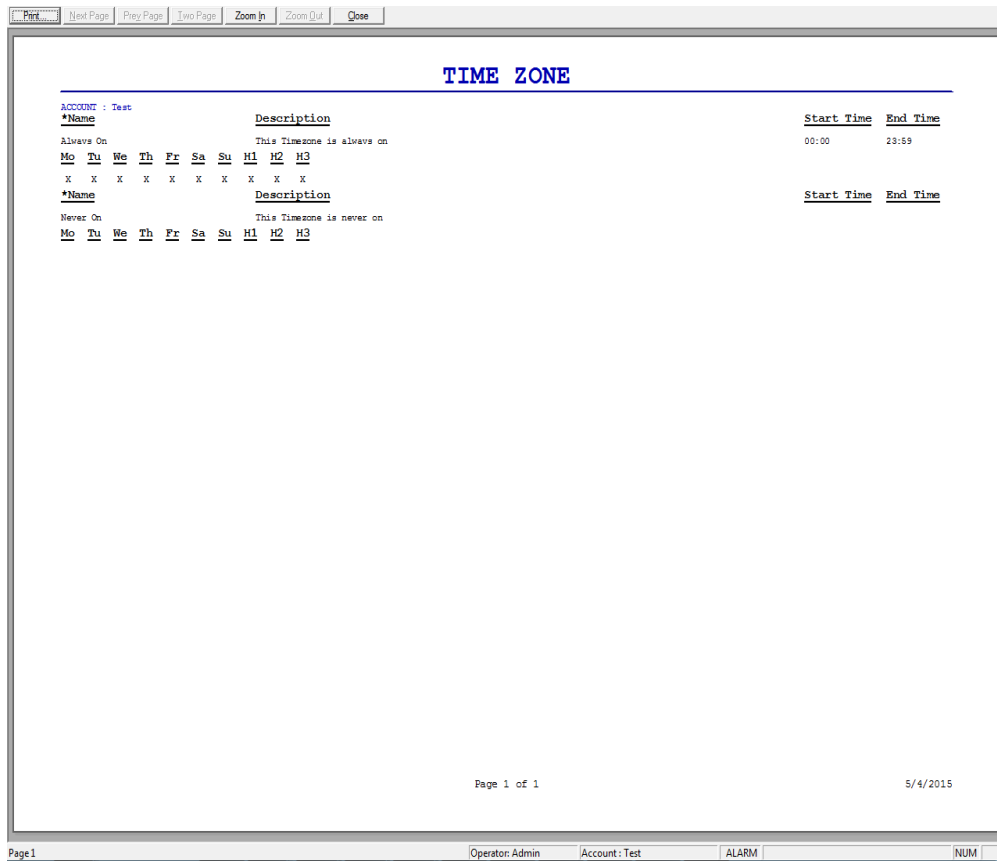 Print... Next Page Prev Page Two Page Zoom In Zoom Out Close
TIME ZONE
ACCOUNT : Test
*Name Description Start Time End Time
Always On This Timezone is always on 00:00 23:59
Mo Tu We Th Fr Sa Su H1 H2 H3
X X X X X X X X X X
*Name Description Start Time End Time
Never On This Timezone is never on
Mo Tu We Th Fr Sa Su H1 H2 H3
Page 1 of 1 5/4/2015
Page 1 Operator: Admin Account : Test ALARM NUM